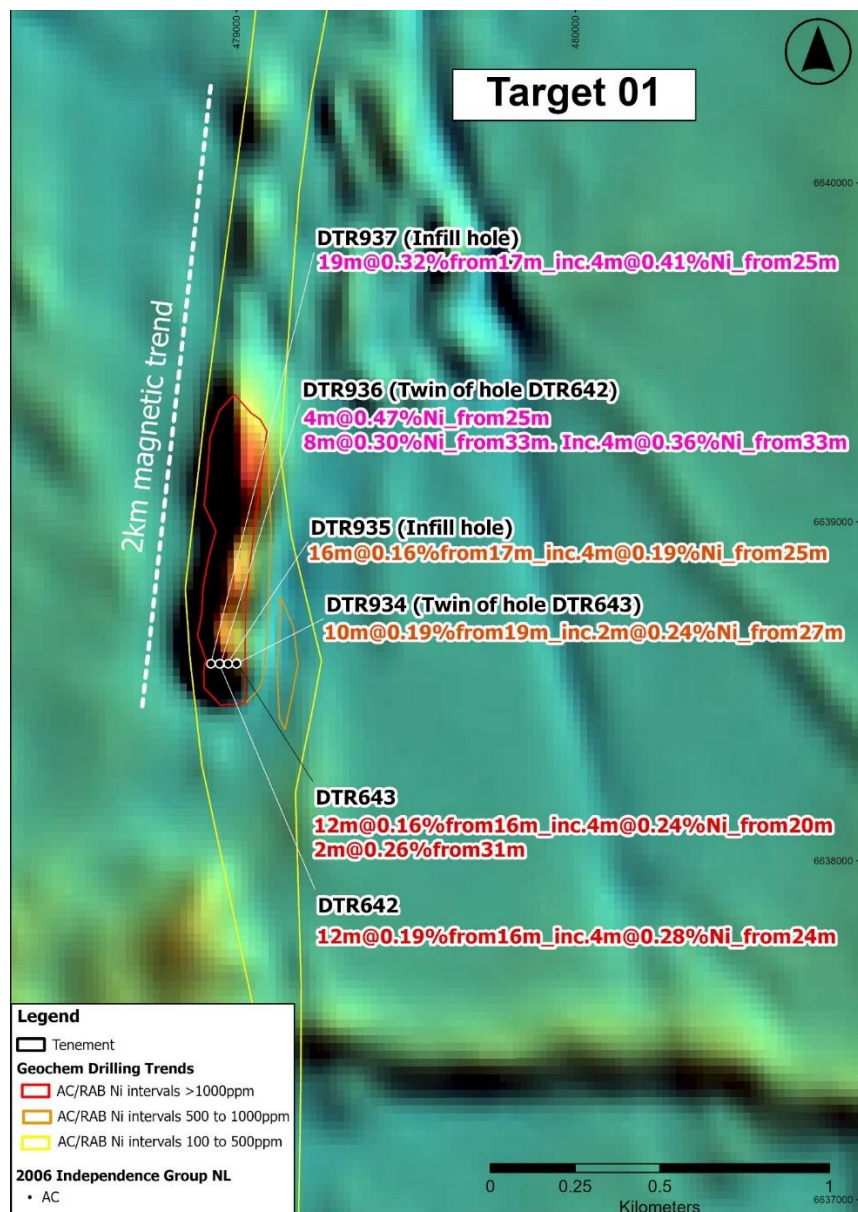 479000
480000
Target 01
6640000
DTR937 (Infill hole)
19m@0.32%from17m_inc.4m@0.41%Ni_from25m
2km magnetic trend
DTR936 (Twin of hole DTR642)
4m@0.47%Ni_from25m
8m@0.30%Ni_from33m. Inc.4m@0.36%Ni_from33m
6639000
DTR935 (Infill hole)
16m@0.16%from17m_inc.4m@0.19%Ni_from25m
DTR934 (Twin of hole DTR643)
10m@0.19%from19m_inc.2m@0.24%Ni_from27m
DTR643
12m@0.16%from16m_inc.4m@0.24%Ni_from20m
2m@0.26%from31m
6638000
DTR642
12m@0.19%from16m_inc.4m@0.28%Ni_from24m
Legend
Tenement
Geochem Drilling Trends
AC/RAB Ni intervals >1000ppm
AC/RAB Ni intervals 500 to 1000ppm
AC/RAB Ni intervals 100 to 500ppm
2006 Independence Group NL
• AC
0 0.25 0.5 1
Kilometers
6637000